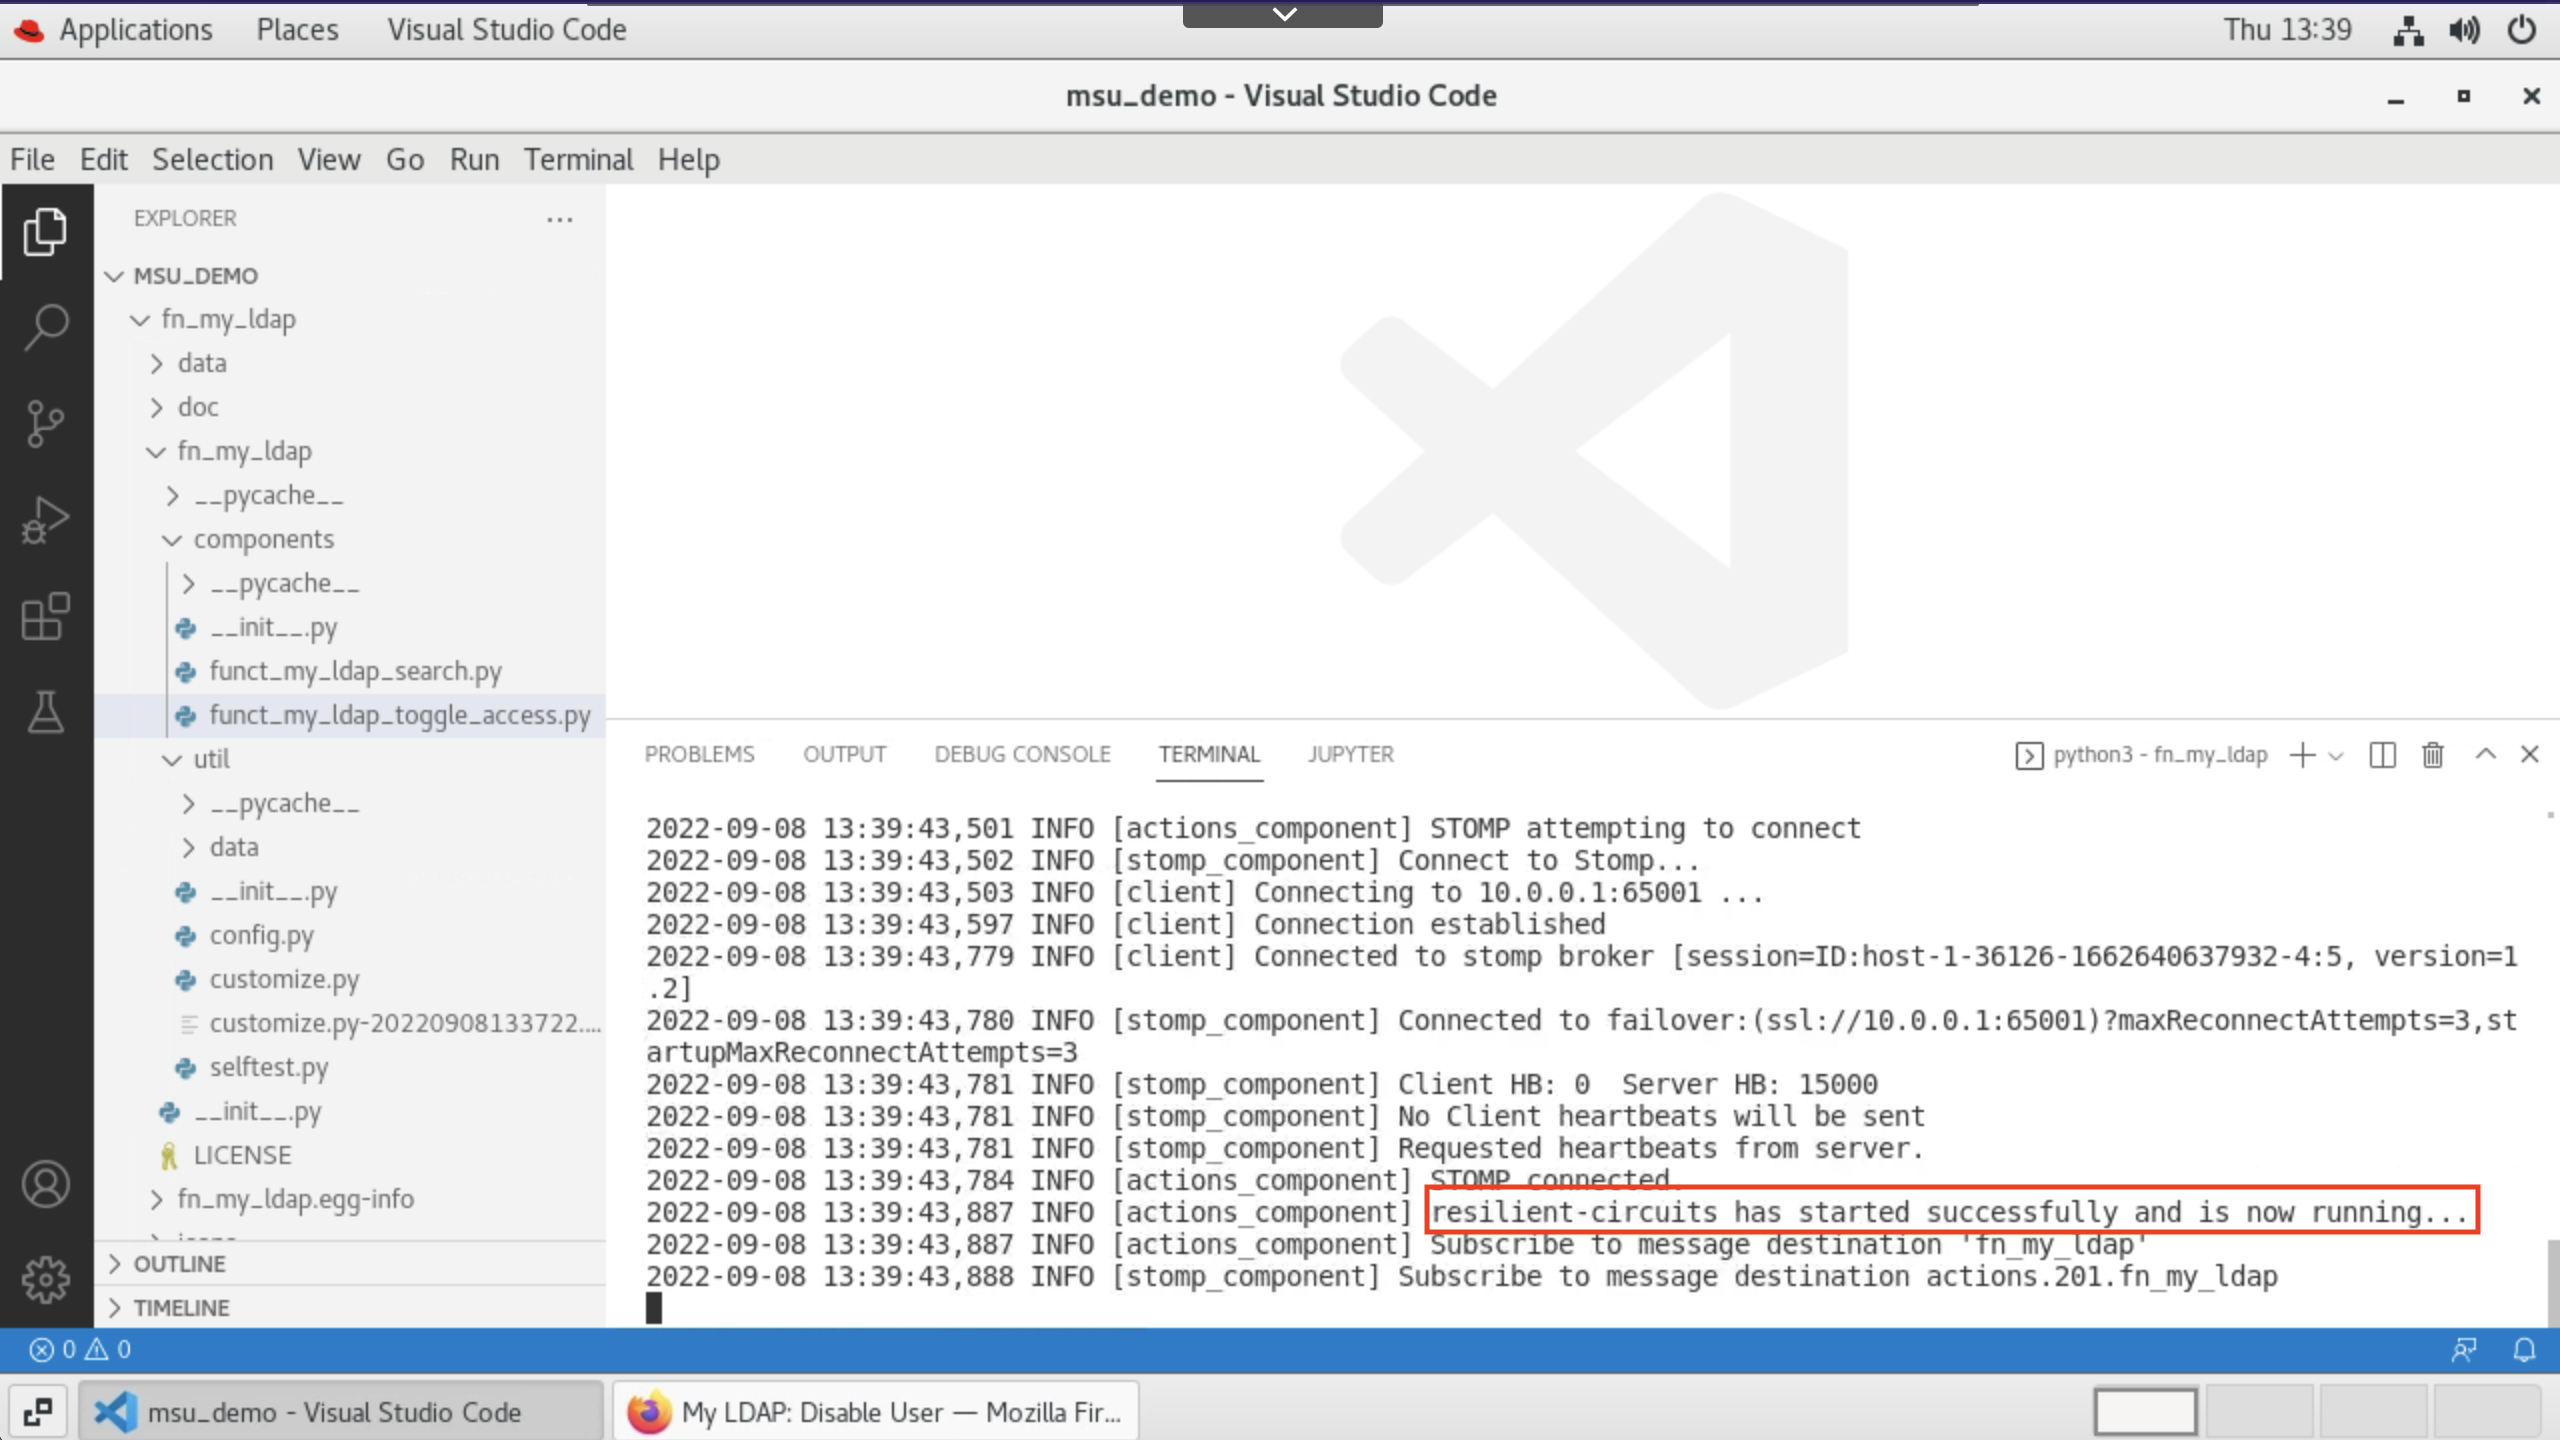 Applications Places Visual Studio Code Thu 13:39
msu_demo - Visual Studio Code
File Edit Selection View Go Run Terminal Help
EXPLORER ...
MSU_DEMO
fn_my_ldap
data
doc
fn_my_ldap
__pycache__
components
__pycache__
__init__.py
funct_my_ldap_search.py
funct_my_ldap_toggle_access.py
util
__pycache__
data
__init__.py
config.py
customize.py
customize.py-20220908133722....
selftest.py
__init__.py
LICENSE
fn_my_ldap.egg-info
OUTLINE
TIMELINE
PROBLEMS OUTPUT DEBUG CONSOLE TERMINAL JUPYTER python3 - fn_my_ldap
2022-09-08 13:39:43,501 INFO [actions_component] STOMP attempting to connect
2022-09-08 13:39:43,502 INFO [stomp_component] Connect to Stomp...
2022-09-08 13:39:43,503 INFO [client] Connecting to 10.0.0.1:65001 ...
2022-09-08 13:39:43,597 INFO [client] Connection established
2022-09-08 13:39:43,779 INFO [client] Connected to stomp broker [session=ID:host-1-36126-1662640637932-4:5, version=1
.2]
2022-09-08 13:39:43,780 INFO [stomp_component] Connected to failover:(ssl://10.0.0.1:65001)?maxReconnectAttempts=3,st
artupMaxReconnectAttempts=3
2022-09-08 13:39:43,781 INFO [stomp_component] Client HB: 0  Server HB: 15000
2022-09-08 13:39:43,781 INFO [stomp_component] No Client heartbeats will be sent
2022-09-08 13:39:43,781 INFO [stomp_component] Requested heartbeats from server.
2022-09-08 13:39:43,784 INFO [actions_component] STOMP connected.
2022-09-08 13:39:43,887 INFO [actions_component] resilient-circuits has started successfully and is now running...
2022-09-08 13:39:43,887 INFO [actions_component] Subscribe to message destination 'fn_my_ldap'
2022-09-08 13:39:43,888 INFO [stomp_component] Subscribe to message destination actions.201.fn_my_ldap
0 0
msu_demo - Visual Studio Code My LDAP: Disable User — Mozilla Fir...